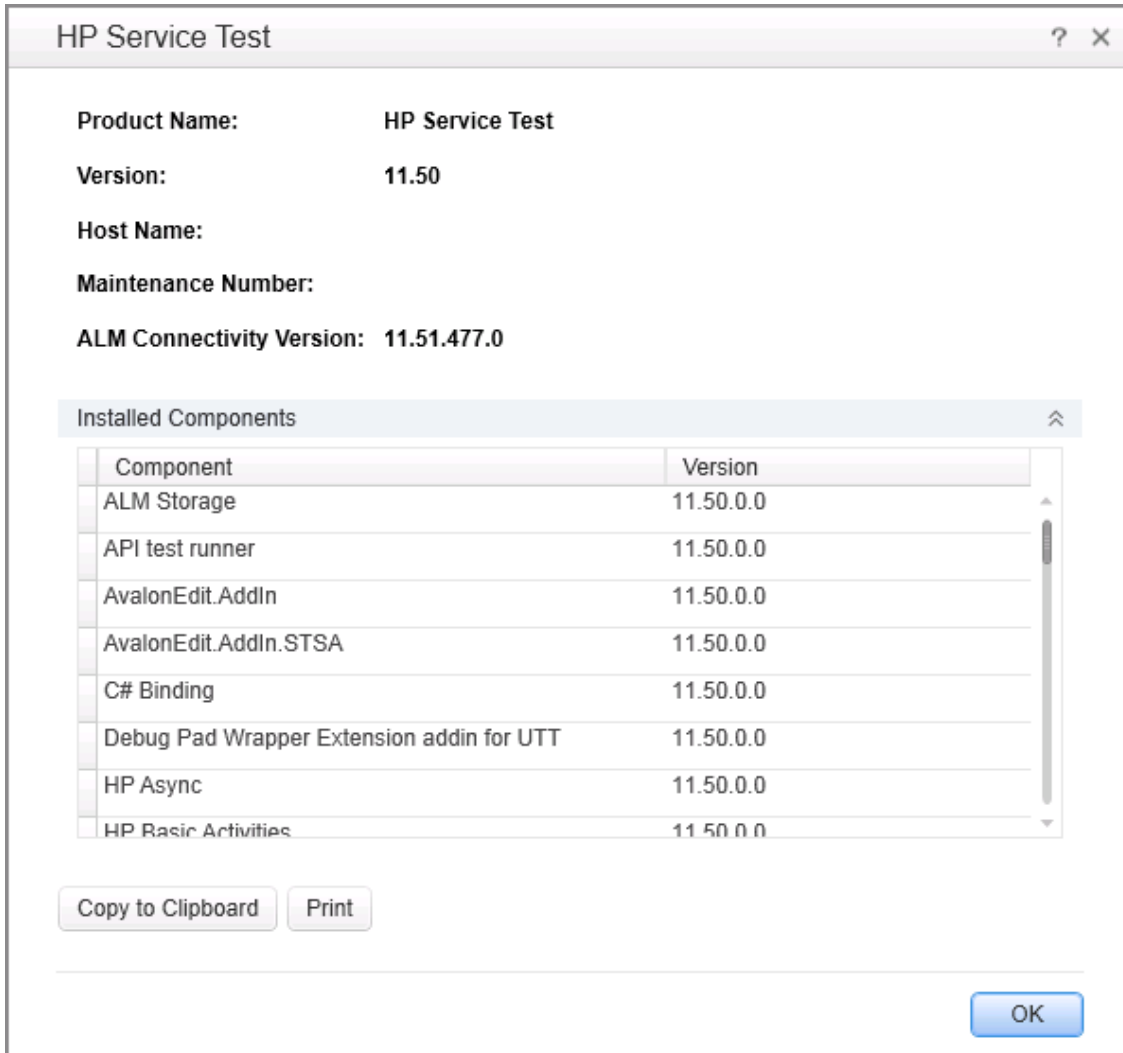 HP Service Test ? ×
Product Name: HP Service Test
Version: 11.50
Host Name:
Maintenance Number:
ALM Connectivity Version: 11.51.477.0
Installed Components
Component Version
ALM Storage 11.50.0.0
API test runner 11.50.0.0
AvalonEdit.AddIn 11.50.0.0
AvalonEdit.AddIn.STSA 11.50.0.0
C# Binding 11.50.0.0
Debug Pad Wrapper Extension addin for UTT 11.50.0.0
HP Async 11.50.0.0
HP Basic Activities 11.50.0.0
Copy to Clipboard Print
OK